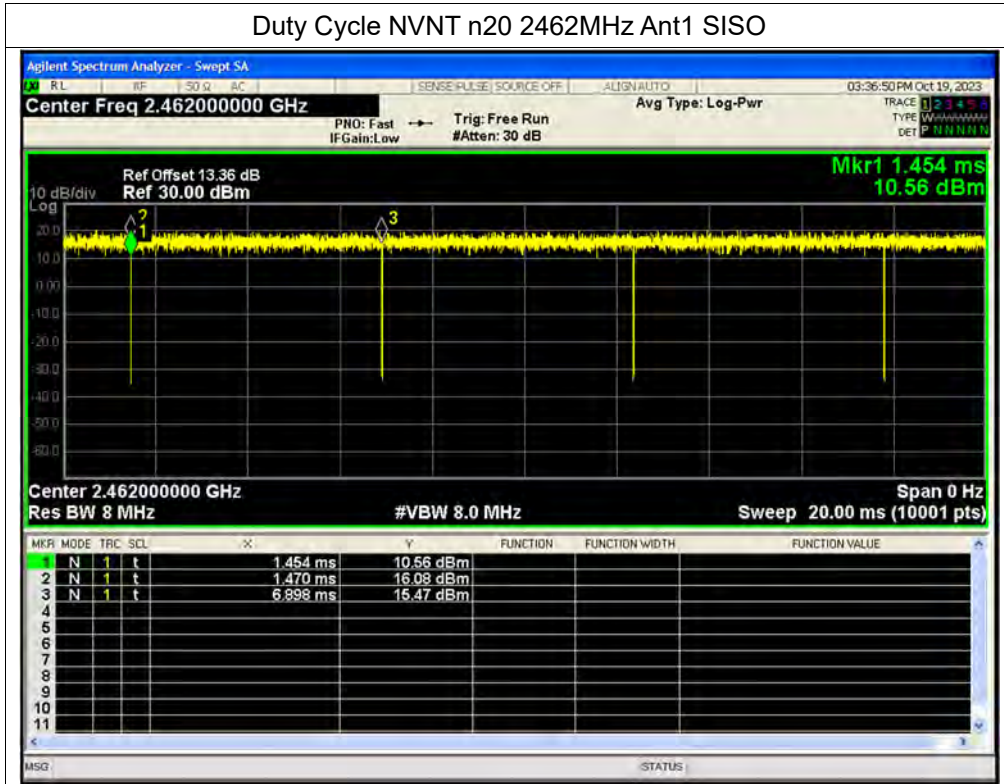 Duty Cycle NVNT n20 2462MHz Ant1 SISO
Agilent Spectrum Analyzer - Swept SA
LXI RL RF 50 Ω AC SENSE:PULSE SOURCE OFF ALIGNAUTO 03:36:50 PM Oct 19, 2023
Center Freq 2.462000000 GHz Avg Type: Log-Pwr TRACE 1 2 3 4 5 6
PNO: Fast Trig: Free Run TYPE W
IFGain:Low #Atten: 30 dB DET P N N N N N
Mkr1 1.454 ms
Ref Offset 13.36 dB
10 dB/div Ref 30.00 dBm 10.56 dBm
Log
2 3
20.0 1
10.0
0.00
-10.0
-20.0
-30.0
-40.0
-50.0
-60.0
Center 2.462000000 GHz Span 0 Hz
Res BW 8 MHz #VBW 8.0 MHz Sweep 20.00 ms (10001 pts)
MKR MODE TRC SCL X Y FUNCTION FUNCTION WIDTH FUNCTION VALUE
1 N 1 t 1.454 ms 10.56 dBm
2 N 1 t 1.470 ms 16.08 dBm
3 N 1 t 6.898 ms 15.47 dBm
4
5
6
7
8
9
10
11
MSG STATUS